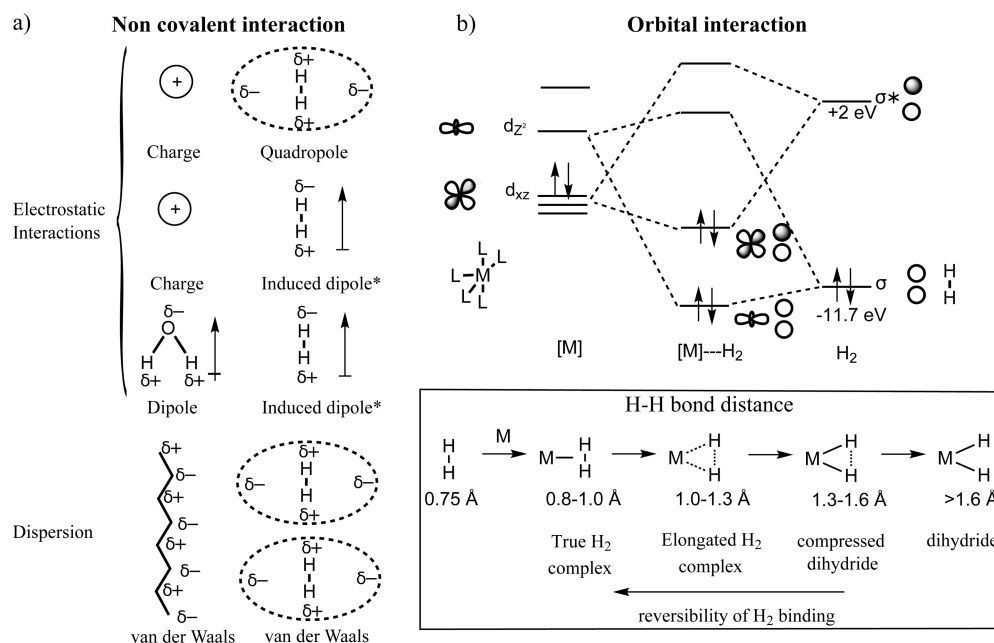 a)
Non covalent interaction
δ+
H
H
δ+
δ−
δ−
+
Charge
Quadropole
Electrostatic
Interactions
+
δ−
H
H
δ+
Charge
Induced dipole*
δ−
O
H
H
δ+
δ+
δ−
H
H
δ+
Dipole
Induced dipole*
Dispersion
δ+
δ−
δ+
δ−
δ+
δ−
δ+
δ−
δ+
H
H
δ+
δ−
δ−
δ+
H
H
δ+
δ−
δ−
van der Waals
van der Waals
b)
Orbital interaction
σ*
+2 eV
dZ²
dxz
L
L
L
M
L
L
σ
-11.7 eV
H
H
[M]
[M]---H₂
H₂
H-H bond distance
H
H
M
M
H
H
M
H
H
M
H
H
M
H
H
0.75 Å
0.8-1.0 Å
1.0-1.3 Å
1.3-1.6 Å
>1.6 Å
True H₂
complex
Elongated H₂
complex
compressed
dihydride
dihydride
reversibility of H₂ binding